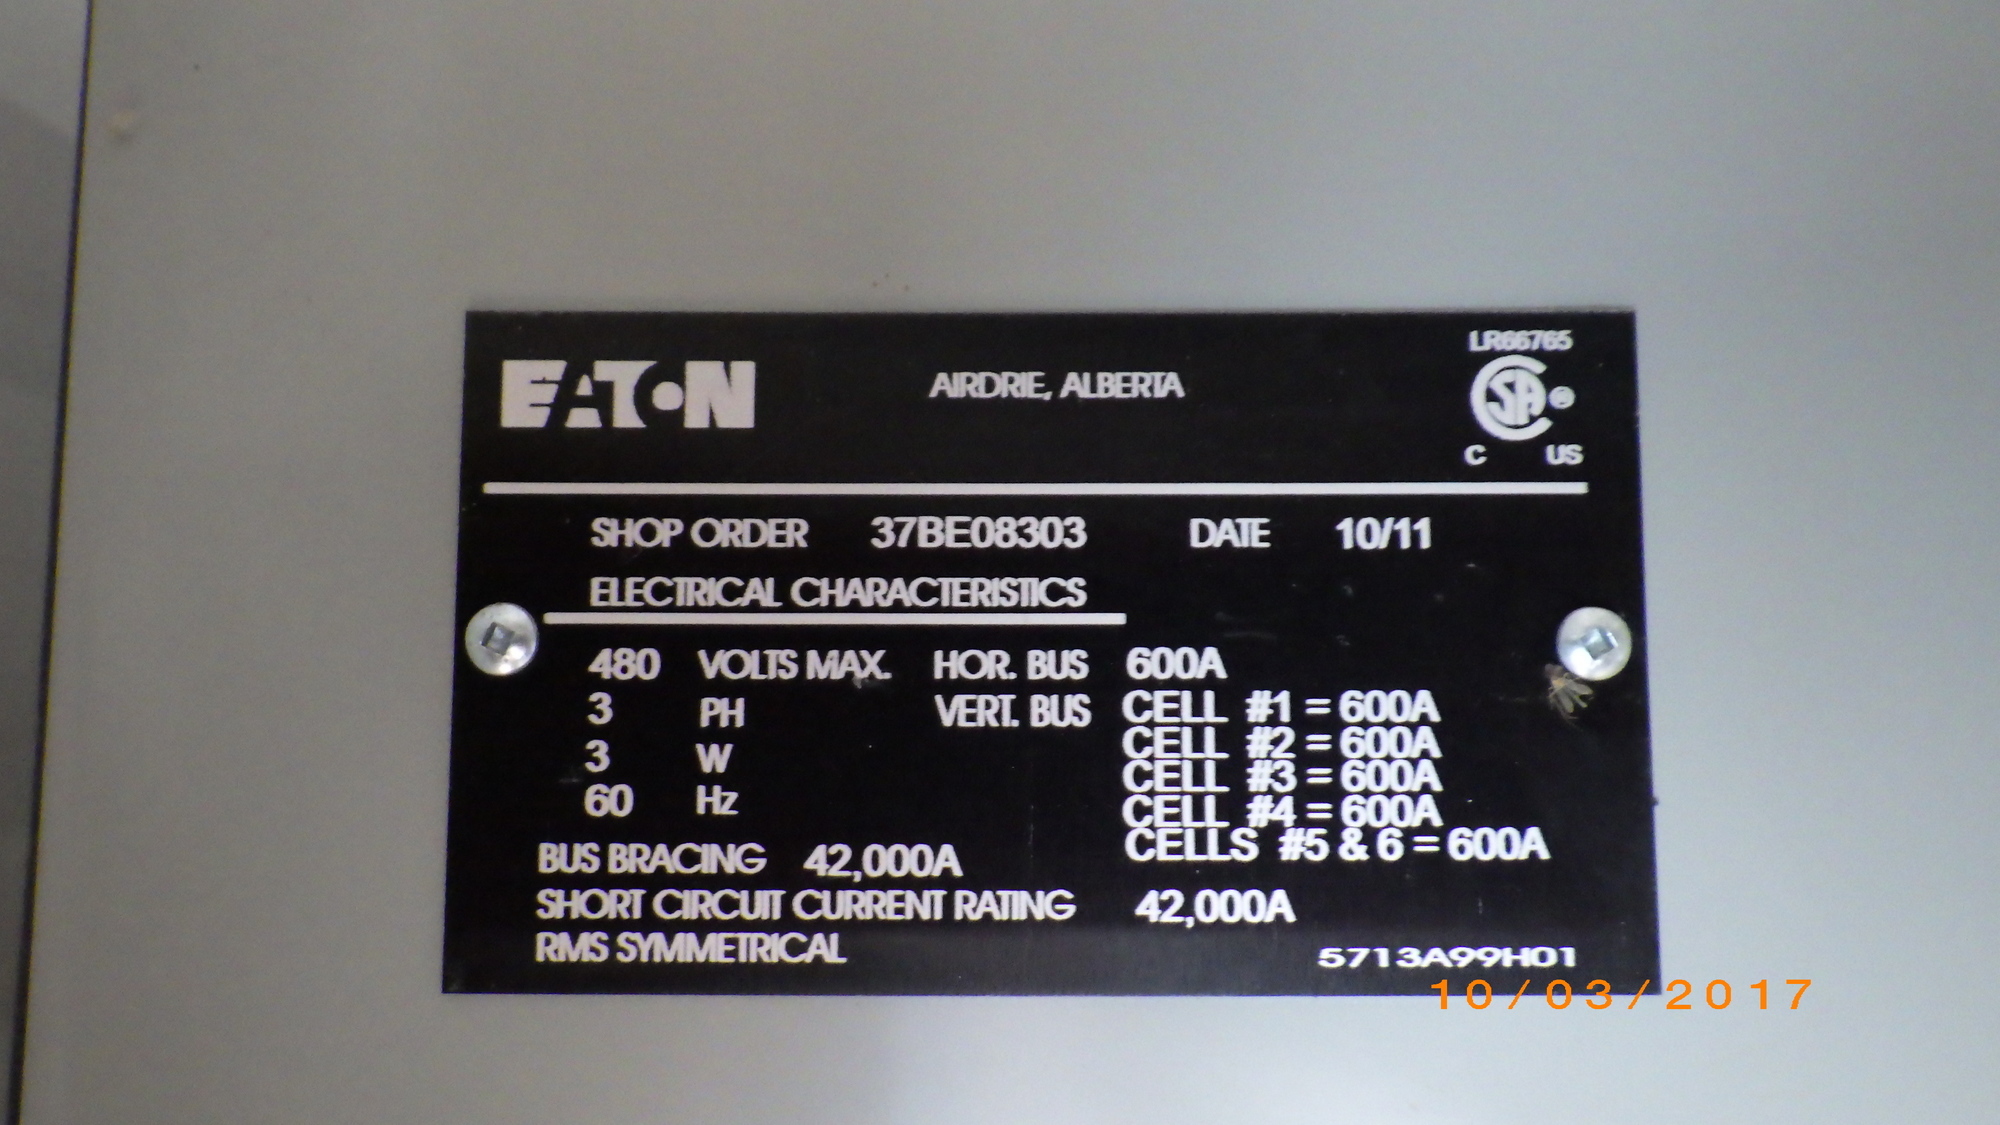 LR66765
EATON AIRDRIE, ALBERTA CSA ®
C US
SHOP ORDER 37BE08303 DATE 10/11
ELECTRICAL CHARACTERISTICS
480 VOLTS MAX. HOR. BUS 600A
3 PH VERT. BUS CELL #1 = 600A
CELL #2 = 600A
3 W CELL #3 = 600A
60 Hz CELL #4 = 600A
CELLS #5 & 6 = 600A
BUS BRACING 42,000A
SHORT CIRCUIT CURRENT RATING 42,000A
RMS SYMMETRICAL 5713A99H01
10/03/2017